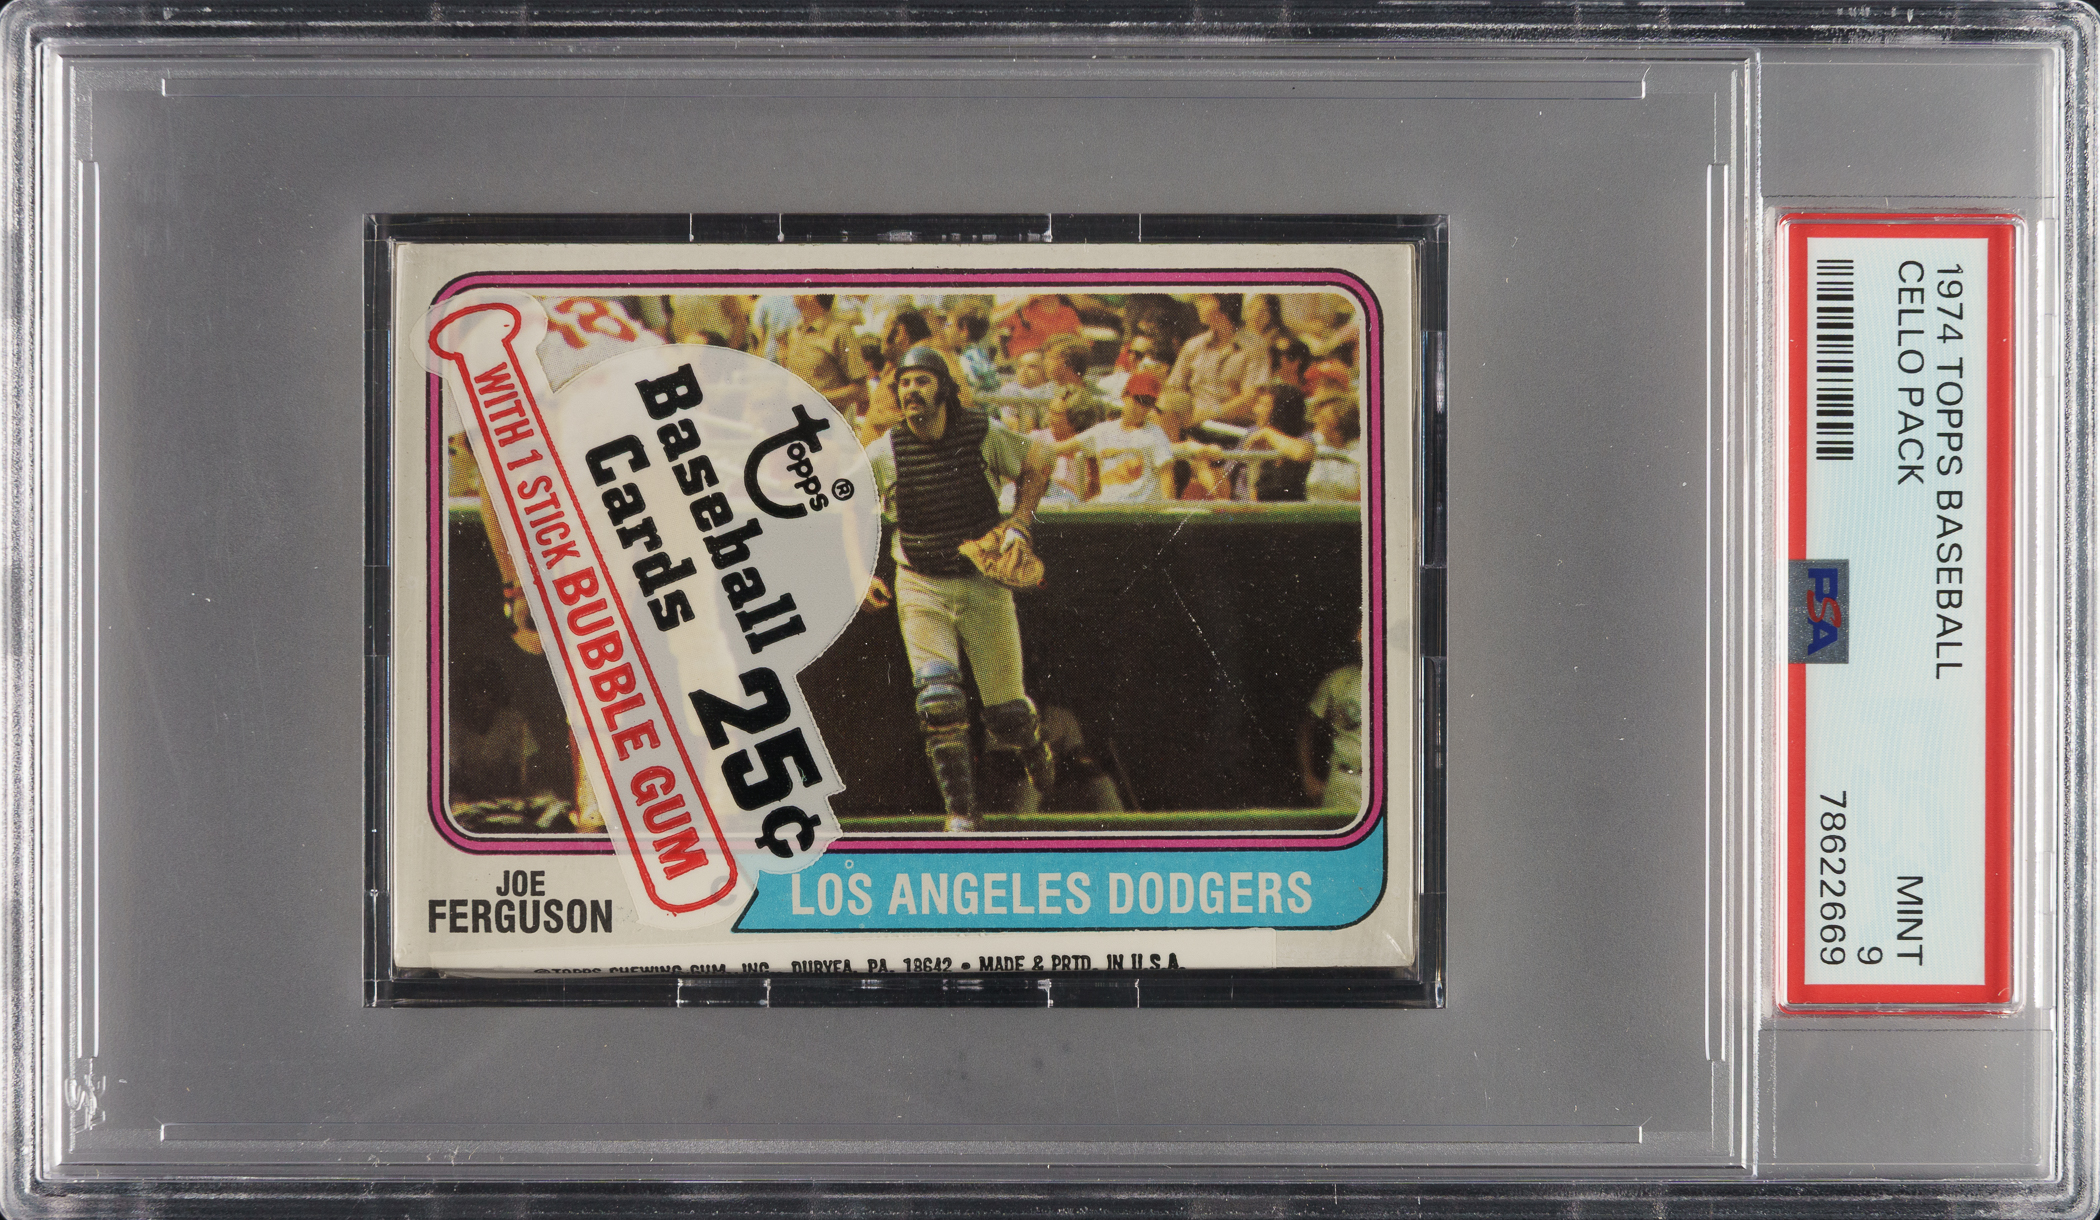 1974 TOPPS BASEBALL
CELLO PACK
MINT
9
78622669
PSA
Topps®
Baseball 25¢
Cards
WITH 1 STICK BUBBLE GUM
JOE
FERGUSON
LOS ANGELES DODGERS
©TOPPS CHEWING GUM, INC. DURYEA, PA. 18642 • MADE & PRTD. IN U.S.A.